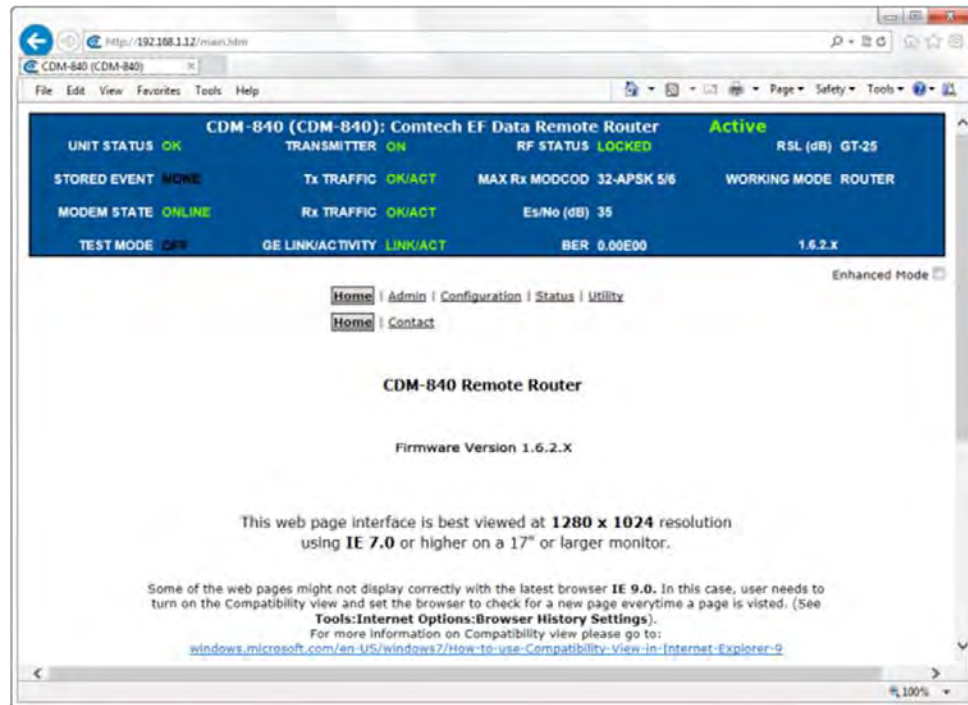 http://192.168.1.12/main.htm
CDM-840 (CDM-840)
File Edit View Favorites Tools Help
Page Safety Tools
CDM-840 (CDM-840): Comtech EF Data Remote Router Active
UNIT STATUS OK TRANSMITTER ON RF STATUS LOCKED RSL (dB) GT-25
STORED EVENT NONE Tx TRAFFIC OK/ACT MAX Rx MODCOD 32-APSK 5/6 WORKING MODE ROUTER
MODEM STATE ONLINE Rx TRAFFIC OK/ACT Es/No (dB) 35
TEST MODE OFF GE LINK/ACTIVITY LINK/ACT BER 0.00E00 1.6.2.X
Enhanced Mode
Home | Admin | Configuration | Status | Utility
Home | Contact
CDM-840 Remote Router
Firmware Version 1.6.2.X
This web page interface is best viewed at 1280 x 1024 resolution
using IE 7.0 or higher on a 17" or larger monitor.
Some of the web pages might not display correctly with the latest browser IE 9.0. In this case, user needs to
turn on the Compatibility view and set the browser to check for a new page everytime a page is visted. (See
Tools:Internet Options:Browser History
Settings).
For more information on Compatibility view please go to:
windows.microsoft.com/en-US/windows7/How-to-use-Compatibility-View-in-Internet-Explorer-9
100%